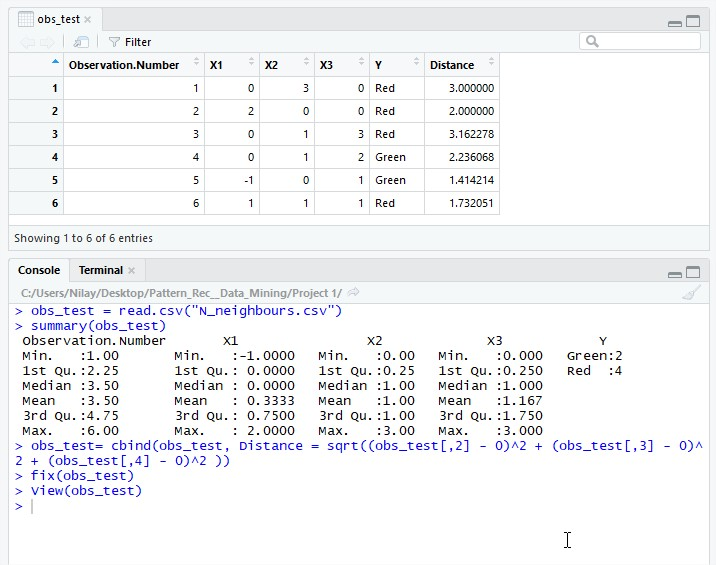 obs_test
Filter
Observation.Number X1 X2 X3 Y Distance
1 1 0 3 0 Red 3.000000
2 2 2 0 0 Red 2.000000
3 3 0 1 3 Red 3.162278
4 4 0 1 2 Green 2.236068
5 5 -1 0 1 Green 1.414214
6 6 1 1 1 Red 1.732051
Showing 1 to 6 of 6 entries
Console Terminal
C:/Users/Nilay/Desktop/Pattern_Rec__Data_Mining/Project 1/
> obs_test = read.csv("N_neighbours.csv")
> summary(obs_test)
Observation.Number X1 X2 X3 Y
Min. :1.00 Min. :-1.0000 Min. :0.00 Min. :0.000 Green:2
1st Qu.:2.25 1st Qu.: 0.0000 1st Qu.:0.25 1st Qu.:0.250 Red :4
Median :3.50 Median : 0.0000 Median :1.00 Median :1.000
Mean :3.50 Mean : 0.3333 Mean :1.00 Mean :1.167
3rd Qu.:4.75 3rd Qu.: 0.7500 3rd Qu.:1.00 3rd Qu.:1.750
Max. :6.00 Max. : 2.0000 Max. :3.00 Max. :3.000
> obs_test= cbind(obs_test, Distance = sqrt((obs_test[,2] - 0)^2 + (obs_test[,3] - 0)^
2 + (obs_test[,4] - 0)^2 ))
> fix(obs_test)
> View(obs_test)
>